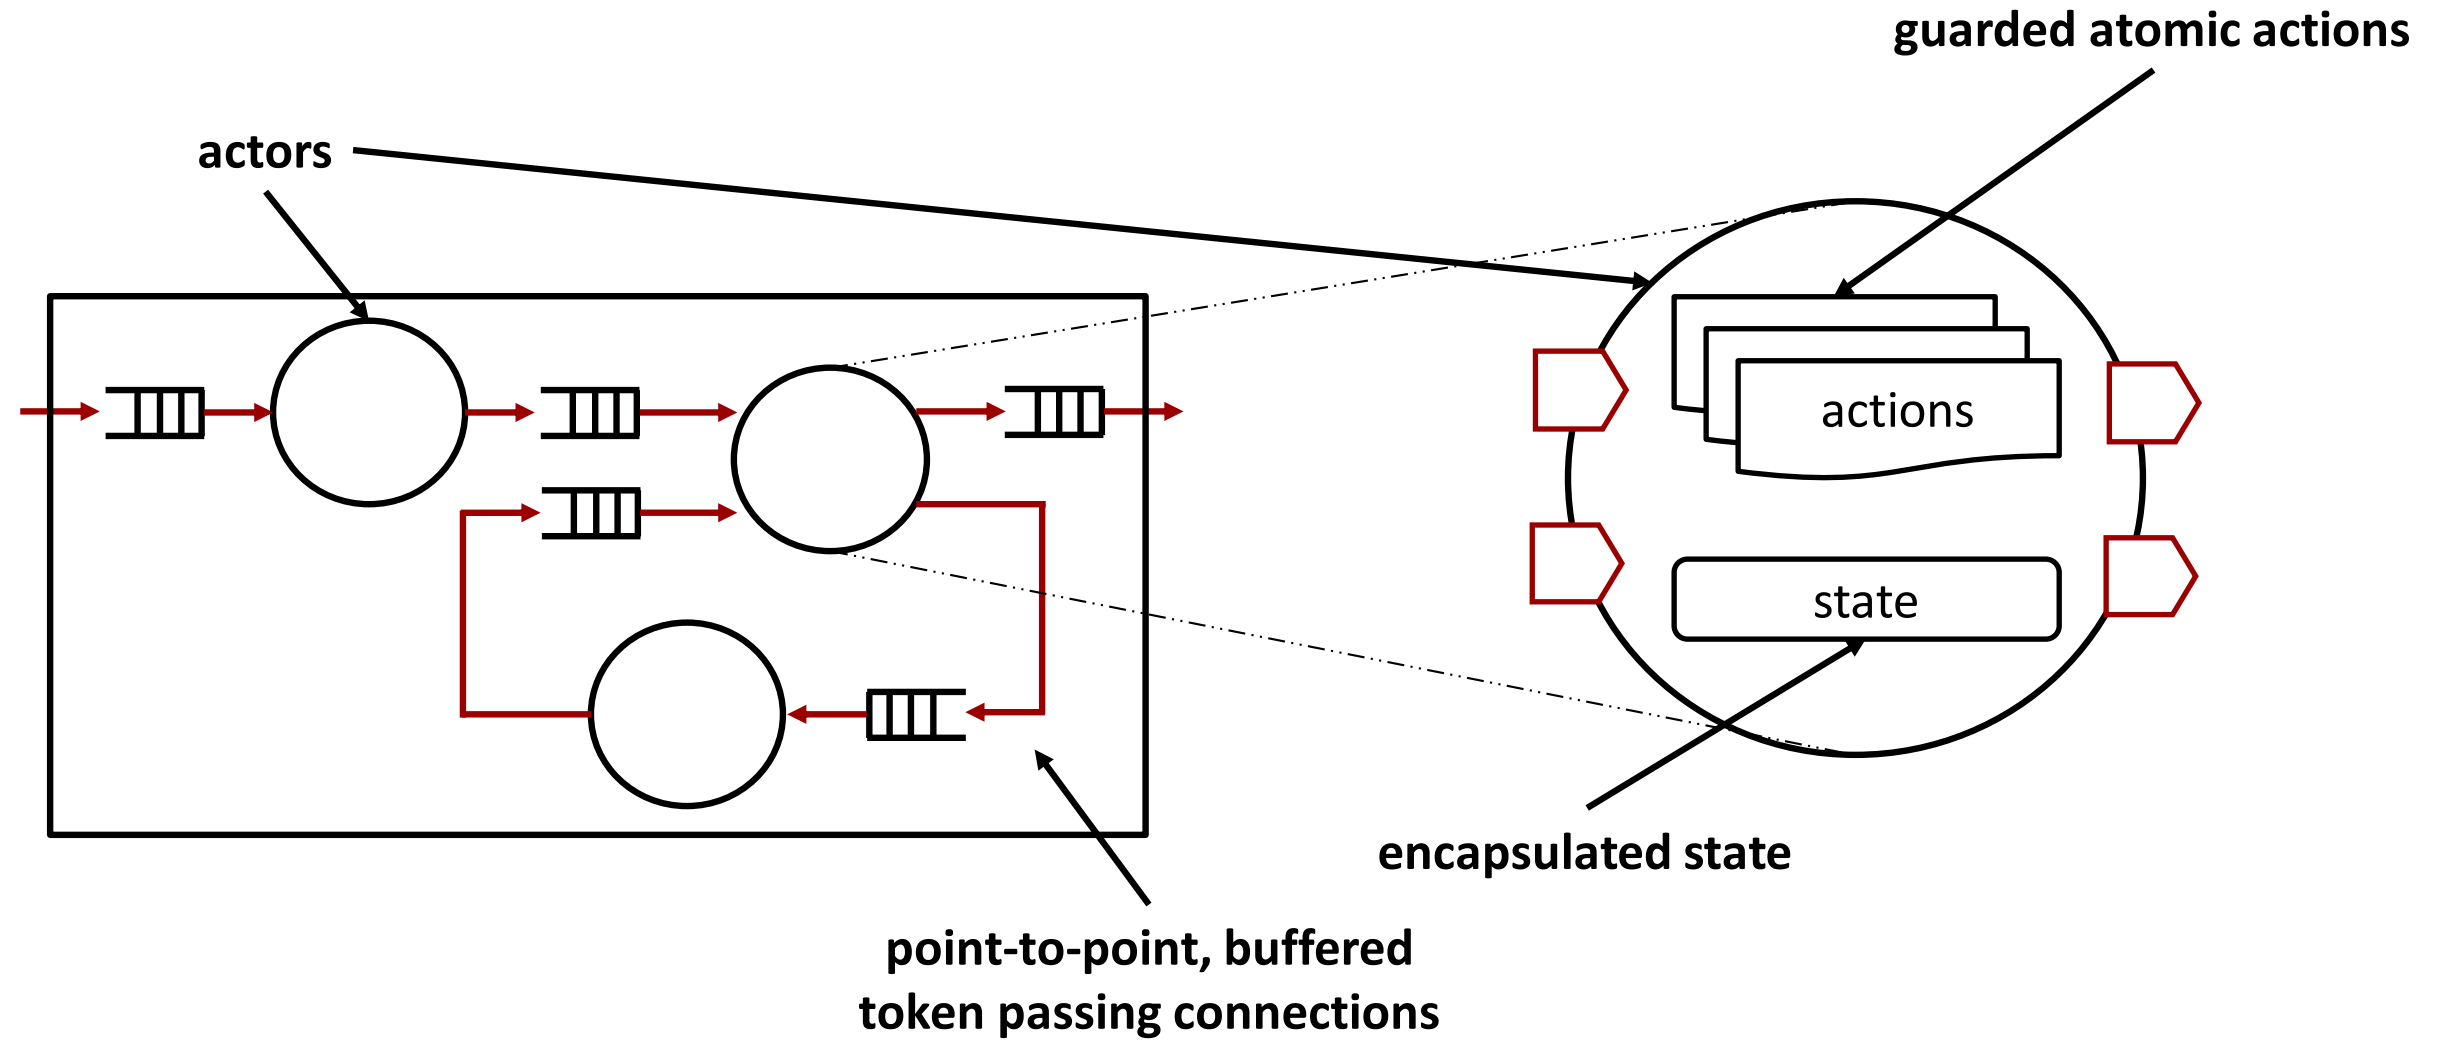 guarded atomic actions
actors
actions
state
encapsulated state
point-to-point, buffered
token passing connections